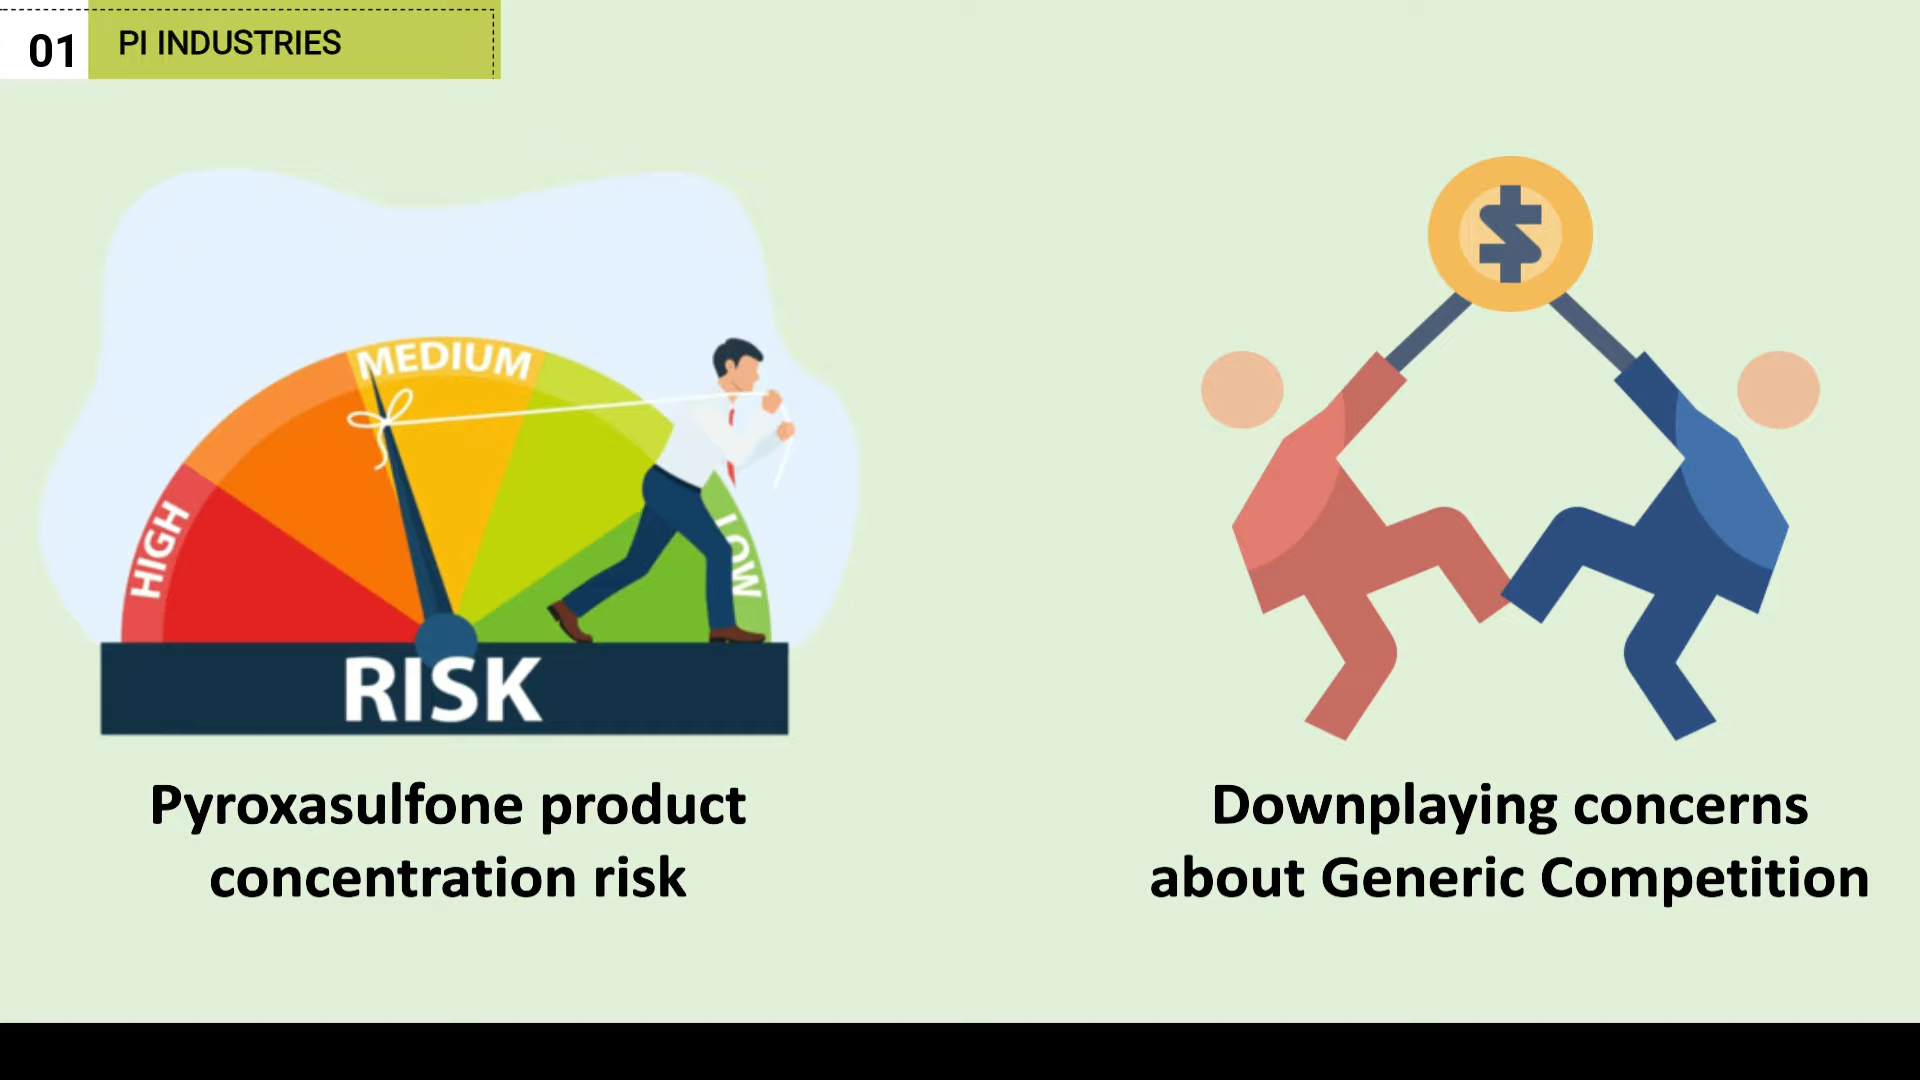 01
PI INDUSTRIES
HIGH
MEDIUM
LOW
RISK
$
Pyroxasulfone product
concentration risk
Downplaying concerns
about Generic Competition